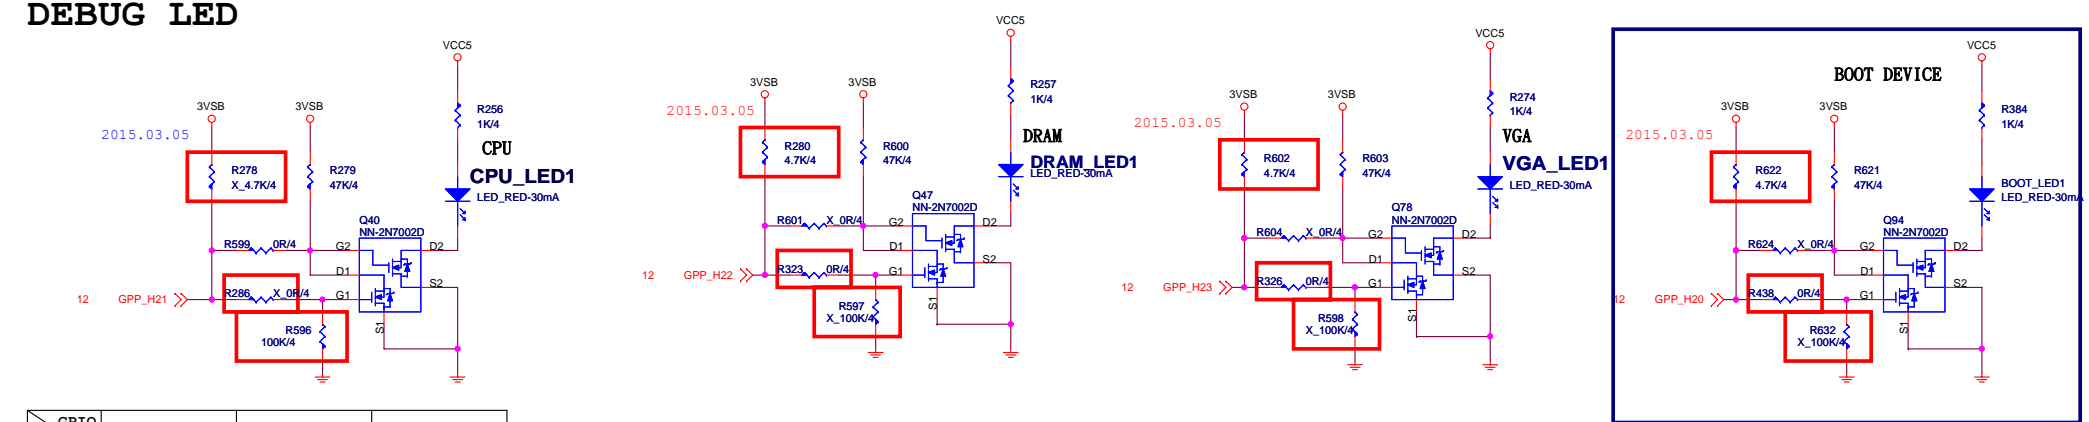 DEBUG LED
VCC5
3VSB
3VSB
R256
1K/4
2015.03.05
CPU
R278
X_4.7K/4
R279
47K/4
CPU_LED1
LED_RED-30mA
Q40
NN-2N7002D
R599
0R/4
G2
D2
D1
S2
R286
X_0R/4
G1
12
GPP_H21
S1
R596
100K/4
VCC5
3VSB
3VSB
R257
1K/4
2015.03.05
DRAM
R280
4.7K/4
R600
47K/4
DRAM_LED1
LED_RED-30mA
Q47
NN-2N7002D
R601
X_0R/4
G2
D2
D1
S2
R323
0R/4
G1
12
GPP_H22
S1
R597
X_100K/4
VCC5
3VSB
3VSB
R274
1K/4
2015.03.05
VGA
R602
4.7K/4
R603
47K/4
VGA_LED1
LED_RED-30mA
Q78
NN-2N7002D
R604
X_0R/4
G2
D2
D1
S2
R326
0R/4
G1
12
GPP_H23
S1
R598
X_100K/4
VCC5
BOOT DEVICE
3VSB
3VSB
R384
1K/4
2015.03.05
R622
4.7K/4
R621
47K/4
BOOT_LED1
LED_RED-30mA
Q94
NN-2N7002D
R624
X_0R/4
G2
D2
D1
S2
R438
0R/4
G1
12
GPP_H20
S1
R632
X_100K/4